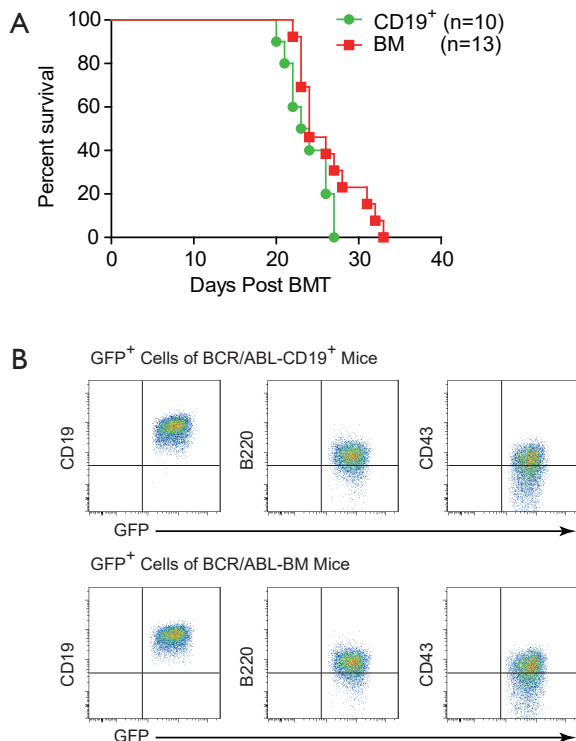 A
CD19+ (n=10)
BM (n=13)
Percent survival
100
80
60
40
20
0
0 10 20 30 40
Days Post BMT
B
GFP+ Cells of BCR/ABL-CD19+ Mice
CD19
B220
CD43
GFP
GFP+ Cells of BCR/ABL-BM Mice
CD19
B220
CD43
GFP